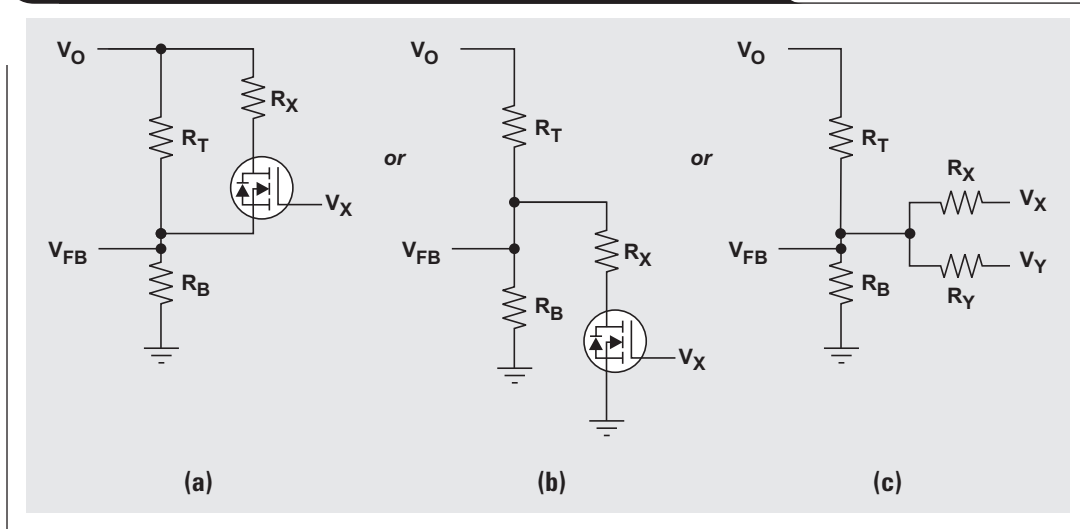 V_O
R_X
R_T
V_X
V_FB
R_B
(a)
or
V_O
R_T
V_FB
R_X
R_B
V_X
(b)
or
V_O
R_T
R_X
V_X
V_FB
V_Y
R_B
R_Y
(c)